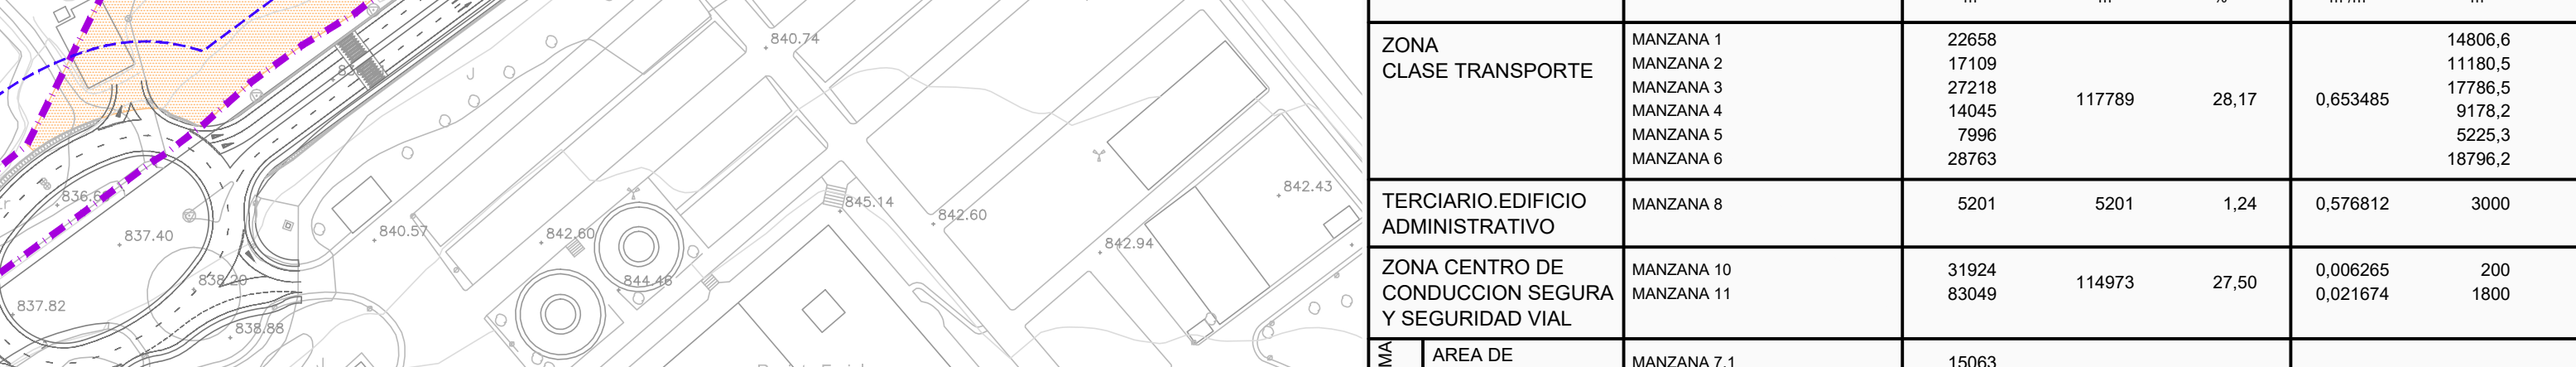 840.74
836.6
837.40
837.82
838.20
838.88
840.57
842.60
844.46
845.14
842.60
842.94
842.43
ZONA
CLASE TRANSPORTE
MANZANA 1 22658 14806,6
MANZANA 2 17109 11180,5
MANZANA 3 27218 17786,5
117789 28,17 0,653485
MANZANA 4 14045 9178,2
MANZANA 5 7996 5225,3
MANZANA 6 28763 18796,2
TERCIARIO.EDIFICIO
ADMINISTRATIVO
MANZANA 8 5201 5201 1,24 0,576812 3000
ZONA CENTRO DE
CONDUCCION SEGURA
Y SEGURIDAD VIAL
MANZANA 10 31924 0,006265 200
114973 27,50
MANZANA 11 83049 0,021674 1800
AREA DE
MANZANA 7.1 15063
MA